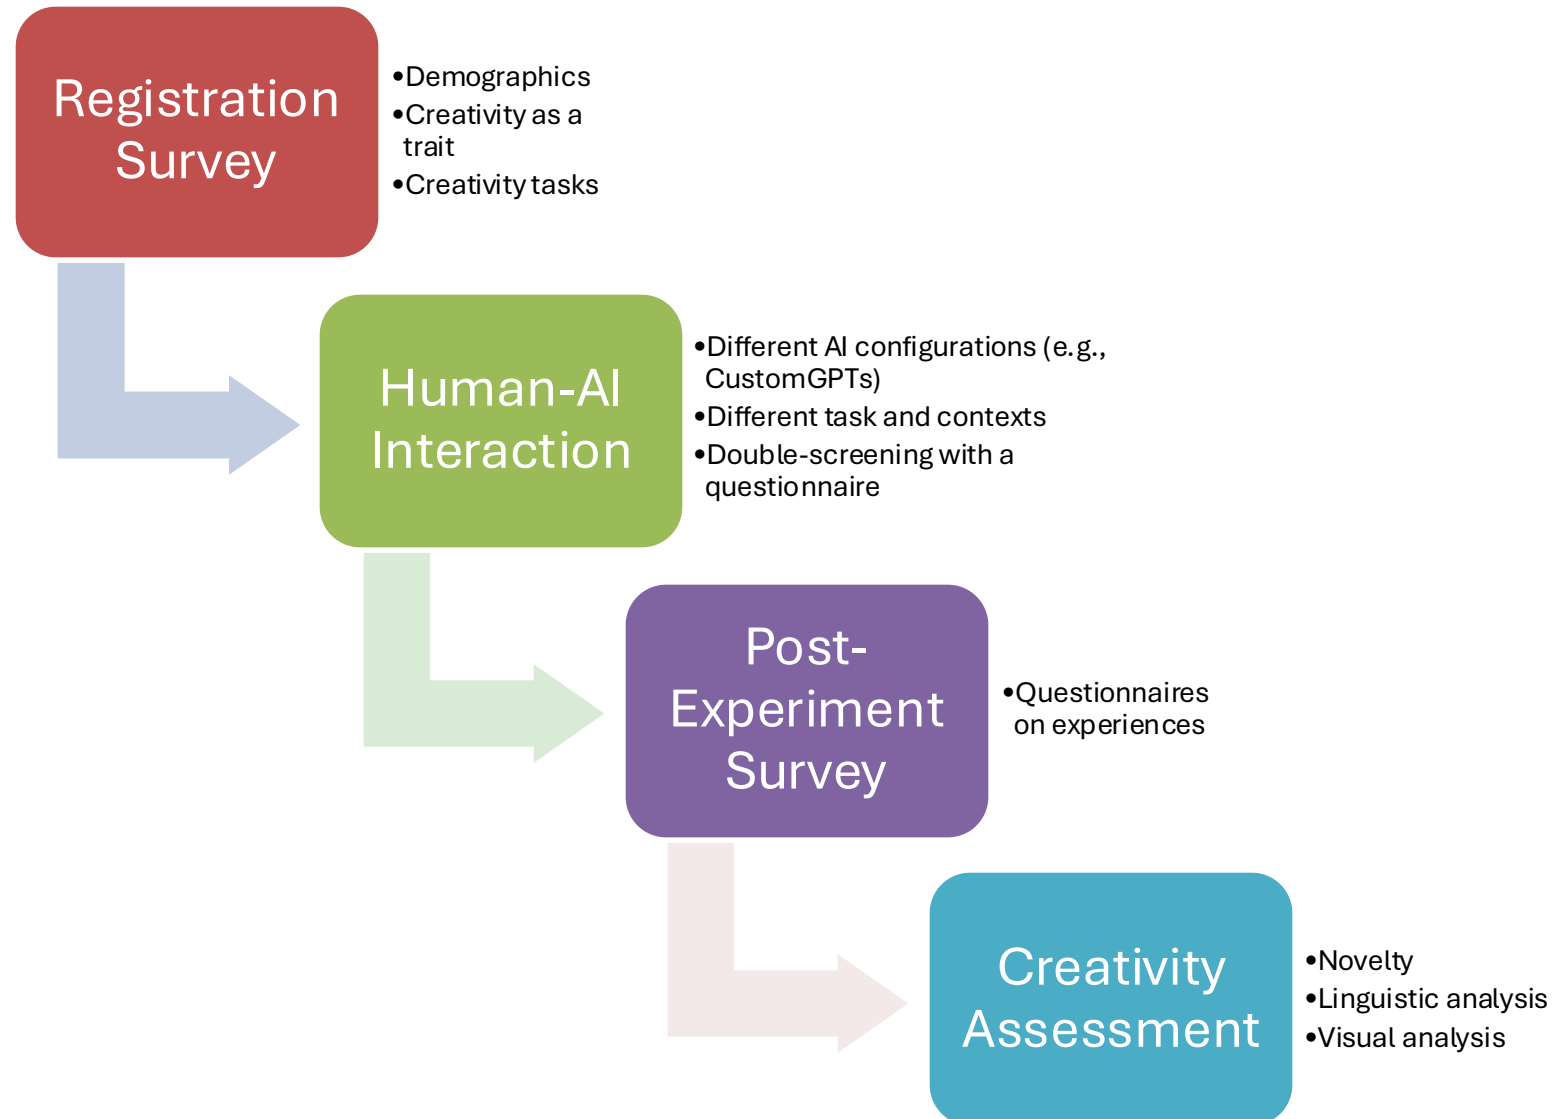 Registration
Survey
•Demographics
•Creativity as a
trait
•Creativity tasks
Human-AI
Interaction
•Different AI configurations (e.g.,
CustomGPTs)
•Different task and contexts
•Double-screening with a
questionnaire
Post-
Experiment
Survey
•Questionnaires
on experiences
Creativity
Assessment
•Novelty
•Linguistic analysis
•Visual analysis